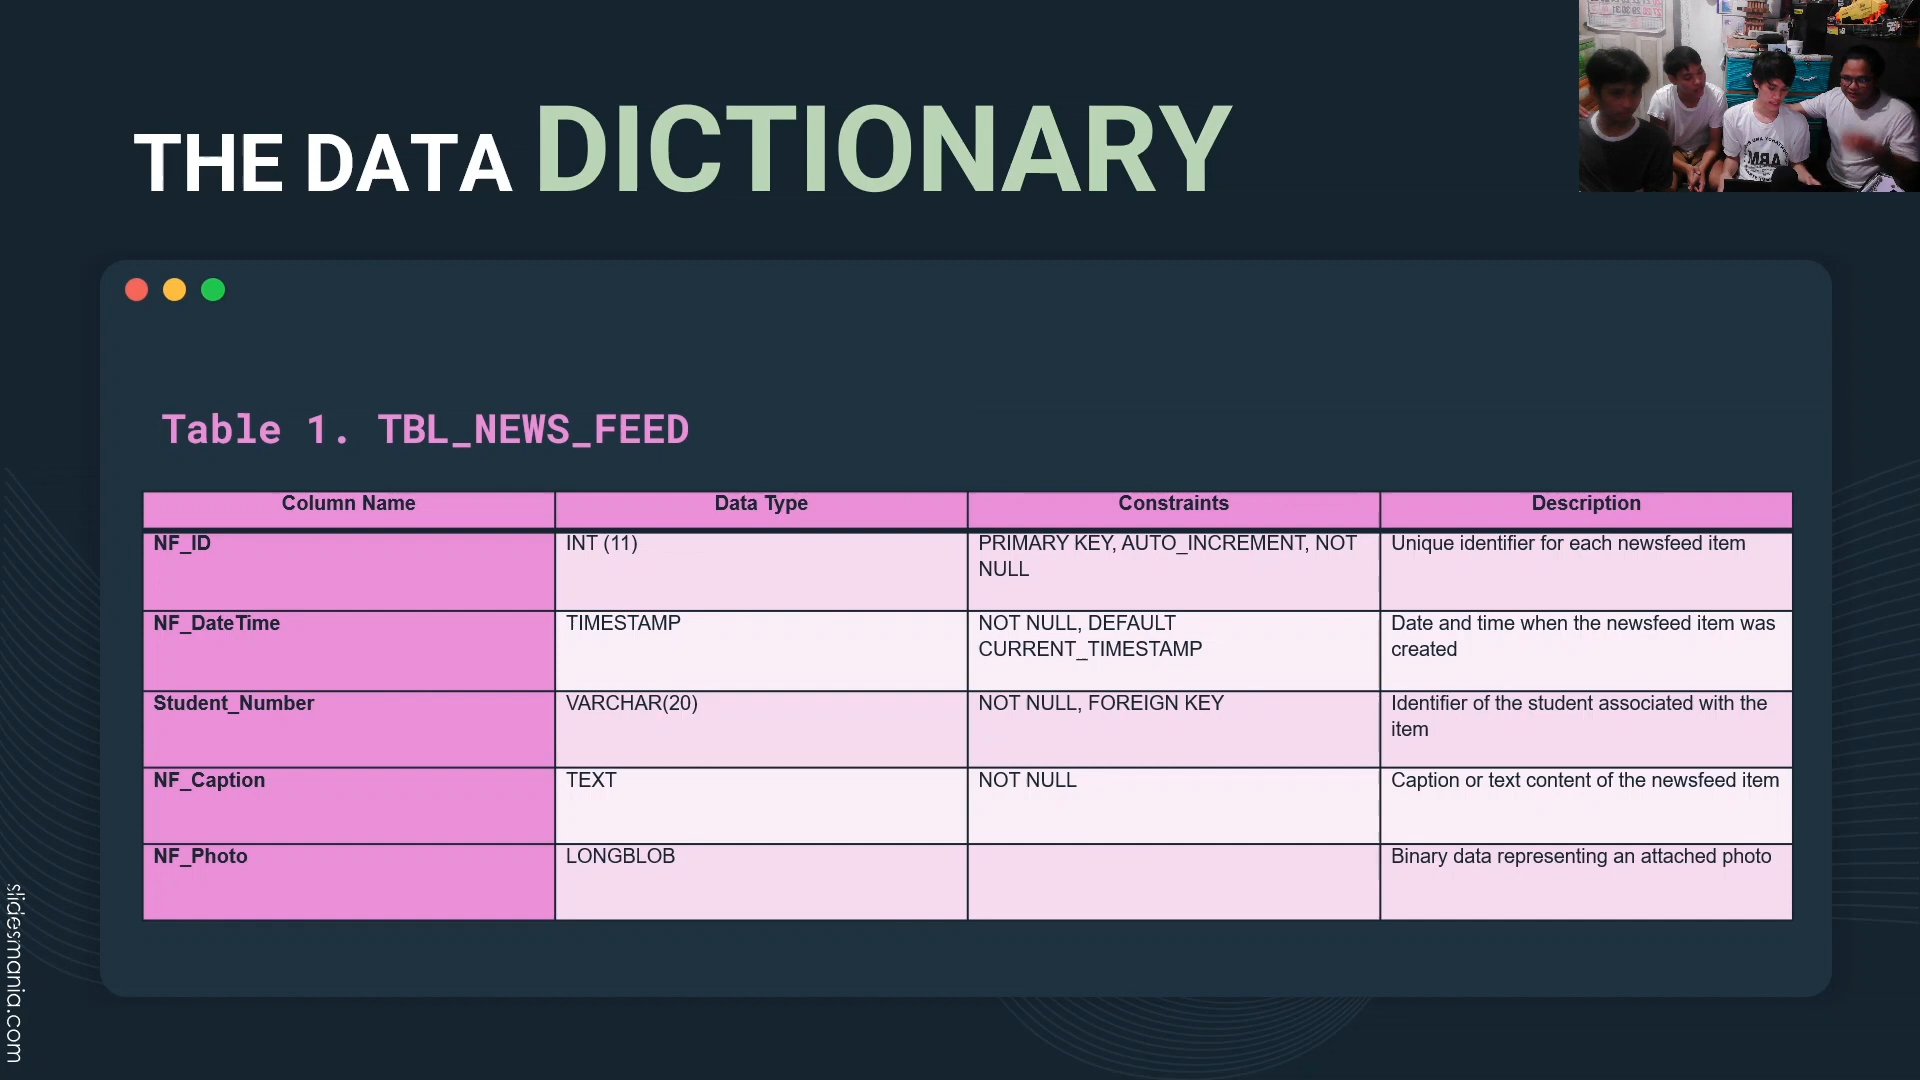 THE DATA DICTIONARY
Table 1. TBL_NEWS_FEED
Column Name Data Type Constraints Description
NF_ID INT (11) PRIMARY KEY, AUTO_INCREMENT, NOT Unique identifier for each newsfeed item
NULL
NF_DateTime TIMESTAMP NOT NULL, DEFAULT Date and time when the newsfeed item was
CURRENT_TIMESTAMP created
Student_Number VARCHAR(20) NOT NULL, FOREIGN KEY Identifier of the student associated with the
item
NF_Caption TEXT NOT NULL Caption or text content of the newsfeed item
NF_Photo LONGBLOB Binary data representing an attached photo
slidesmania.com